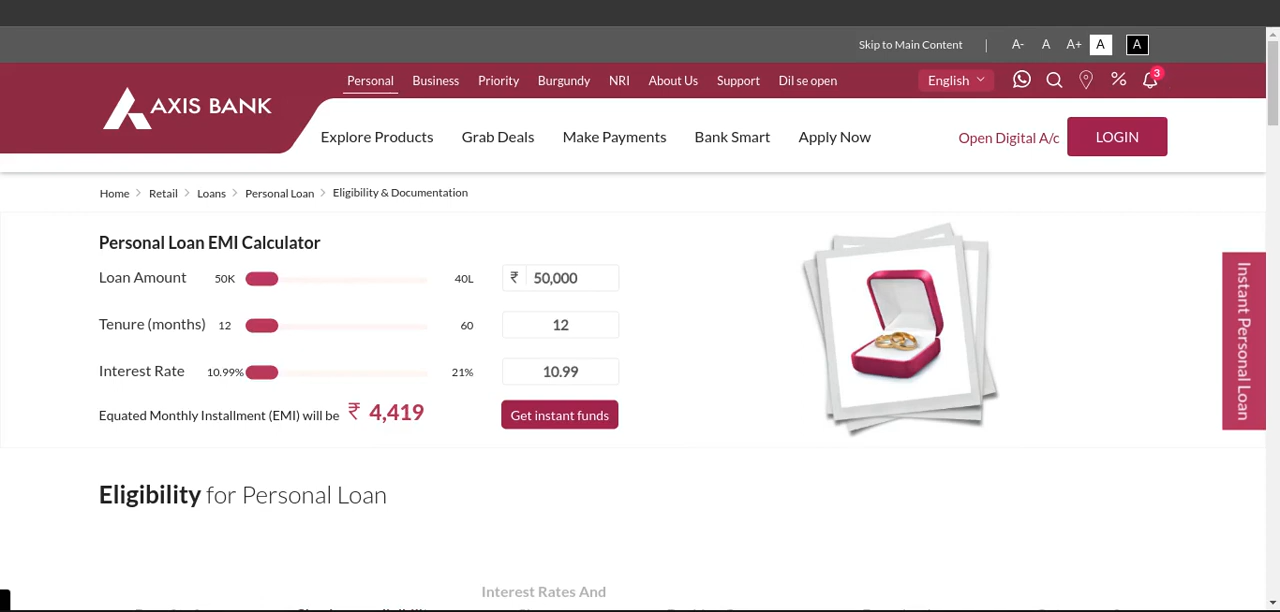 Skip to Main Content | A- A A+ A A
Personal Business Priority Burgundy NRI About Us Support Dil se open English 3
AXIS BANK
Explore Products Grab Deals Make Payments Bank Smart Apply Now Open Digital A/c LOGIN
Home > Retail > Loans > Personal Loan > Eligibility & Documentation
Personal Loan EMI Calculator
Loan Amount 50K 40L ₹ 50,000
Tenure (months) 12 60 12
Interest Rate 10.99% 21% 10.99
Equated Monthly Installment (EMI) will be ₹ 4,419 Get instant funds
Instant Personal Loan
Eligibility for Personal Loan
Interest Rates And